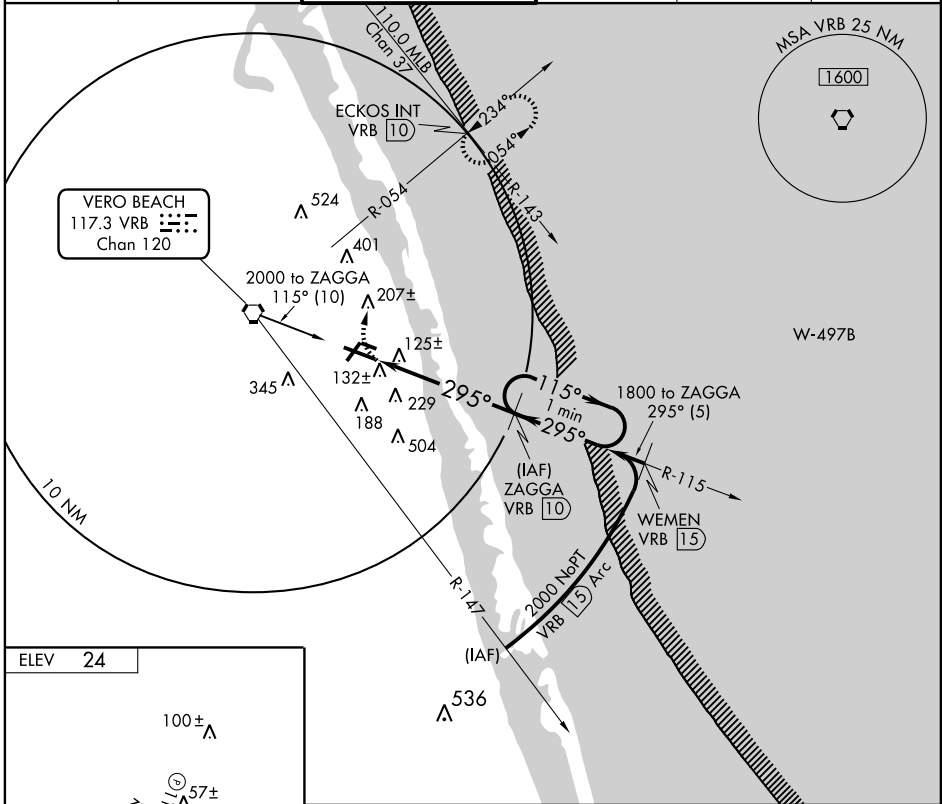 110.0 MLB
Chan 37
MSA VRB 25 NM
1600
ECKOS INT
VRB 10
234°
054°
R-054
R-143
VERO BEACH
117.3 VRB
Chan 120
524
401
2000 to ZAGGA
115° (10)
207±
W-497B
125±
132±
345
229
188
504
295°
115°
1 min
295°
1800 to ZAGGA
295° (5)
(IAF)
ZAGGA
VRB 10
R-115
WEMEN
VRB 15
10 NM
R-147
2000 NoPT
VRB 15 Arc
(IAF)
536
ELEV 24
100±
57±
P